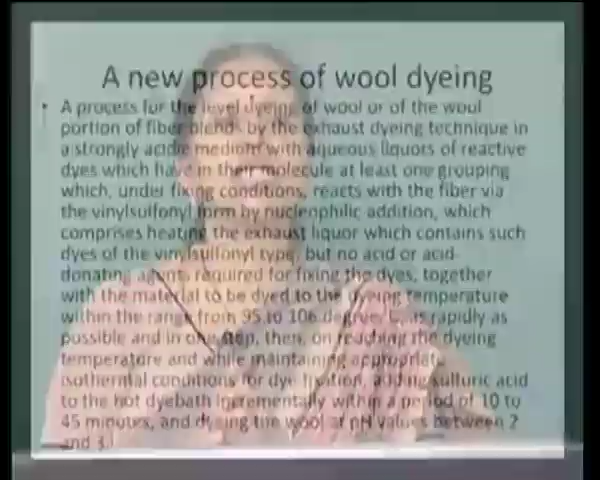 A new process of wool dyeing
• A process for the level dyeing of wool or of the wool
portion of fiber blends by the exhaust dyeing technique in
a strongly acidic medium with aqueous liquors of reactive
dyes which have in their molecule at least one grouping
which, under fixing conditions, reacts with the fiber via
the vinylsulfonyl form by nucleophilic addition, which
comprises heating the exhaust liquor which contains such
dyes of the vinylsulfonyl type, but no acid or acid-
donating agents required for fixing the dyes, together
with the material to be dyed to the dyeing temperature
within the range from 95 to 106 degree C, as rapidly as
possible and in one step, then, on reaching the dyeing
temperature and while maintaining appropriate
isothermal conditions for dye fixation, adding sulfuric acid
to the hot dyebath incrementally within a period of 10 to
45 minutes, and dyeing the wool at pH values between 2
and 3.